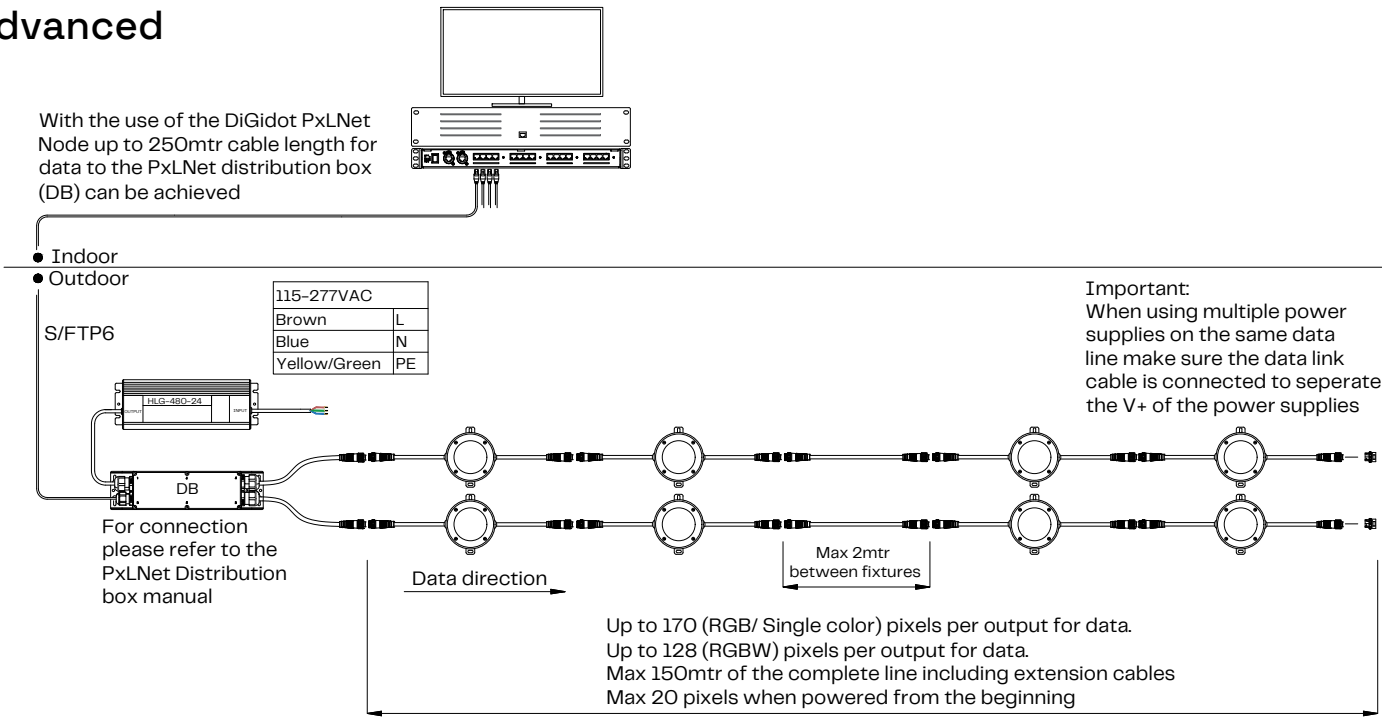 dvanced
With the use of the DiGidot PxLNet
Node up to 250mtr cable length for
data to the PxLNet distribution box
(DB) can be achieved
Indoor
Outdoor
S/FTP6
115-277VAC
Brown L
Blue N
Yellow/Green PE
Important:
When using multiple power
supplies on the same data
line make sure the data link
cable is connected to seperate
the V+ of the power supplies
HLG-480-24
OUTPUT
INPUT
DB
For connection
please refer to the
PxLNet Distribution
box manual
Data direction
Max 2mtr
between fixtures
Up to 170 (RGB/ Single color) pixels per output for data.
Up to 128 (RGBW) pixels per output for data.
Max 150mtr of the complete line including extension cables
Max 20 pixels when powered from the beginning